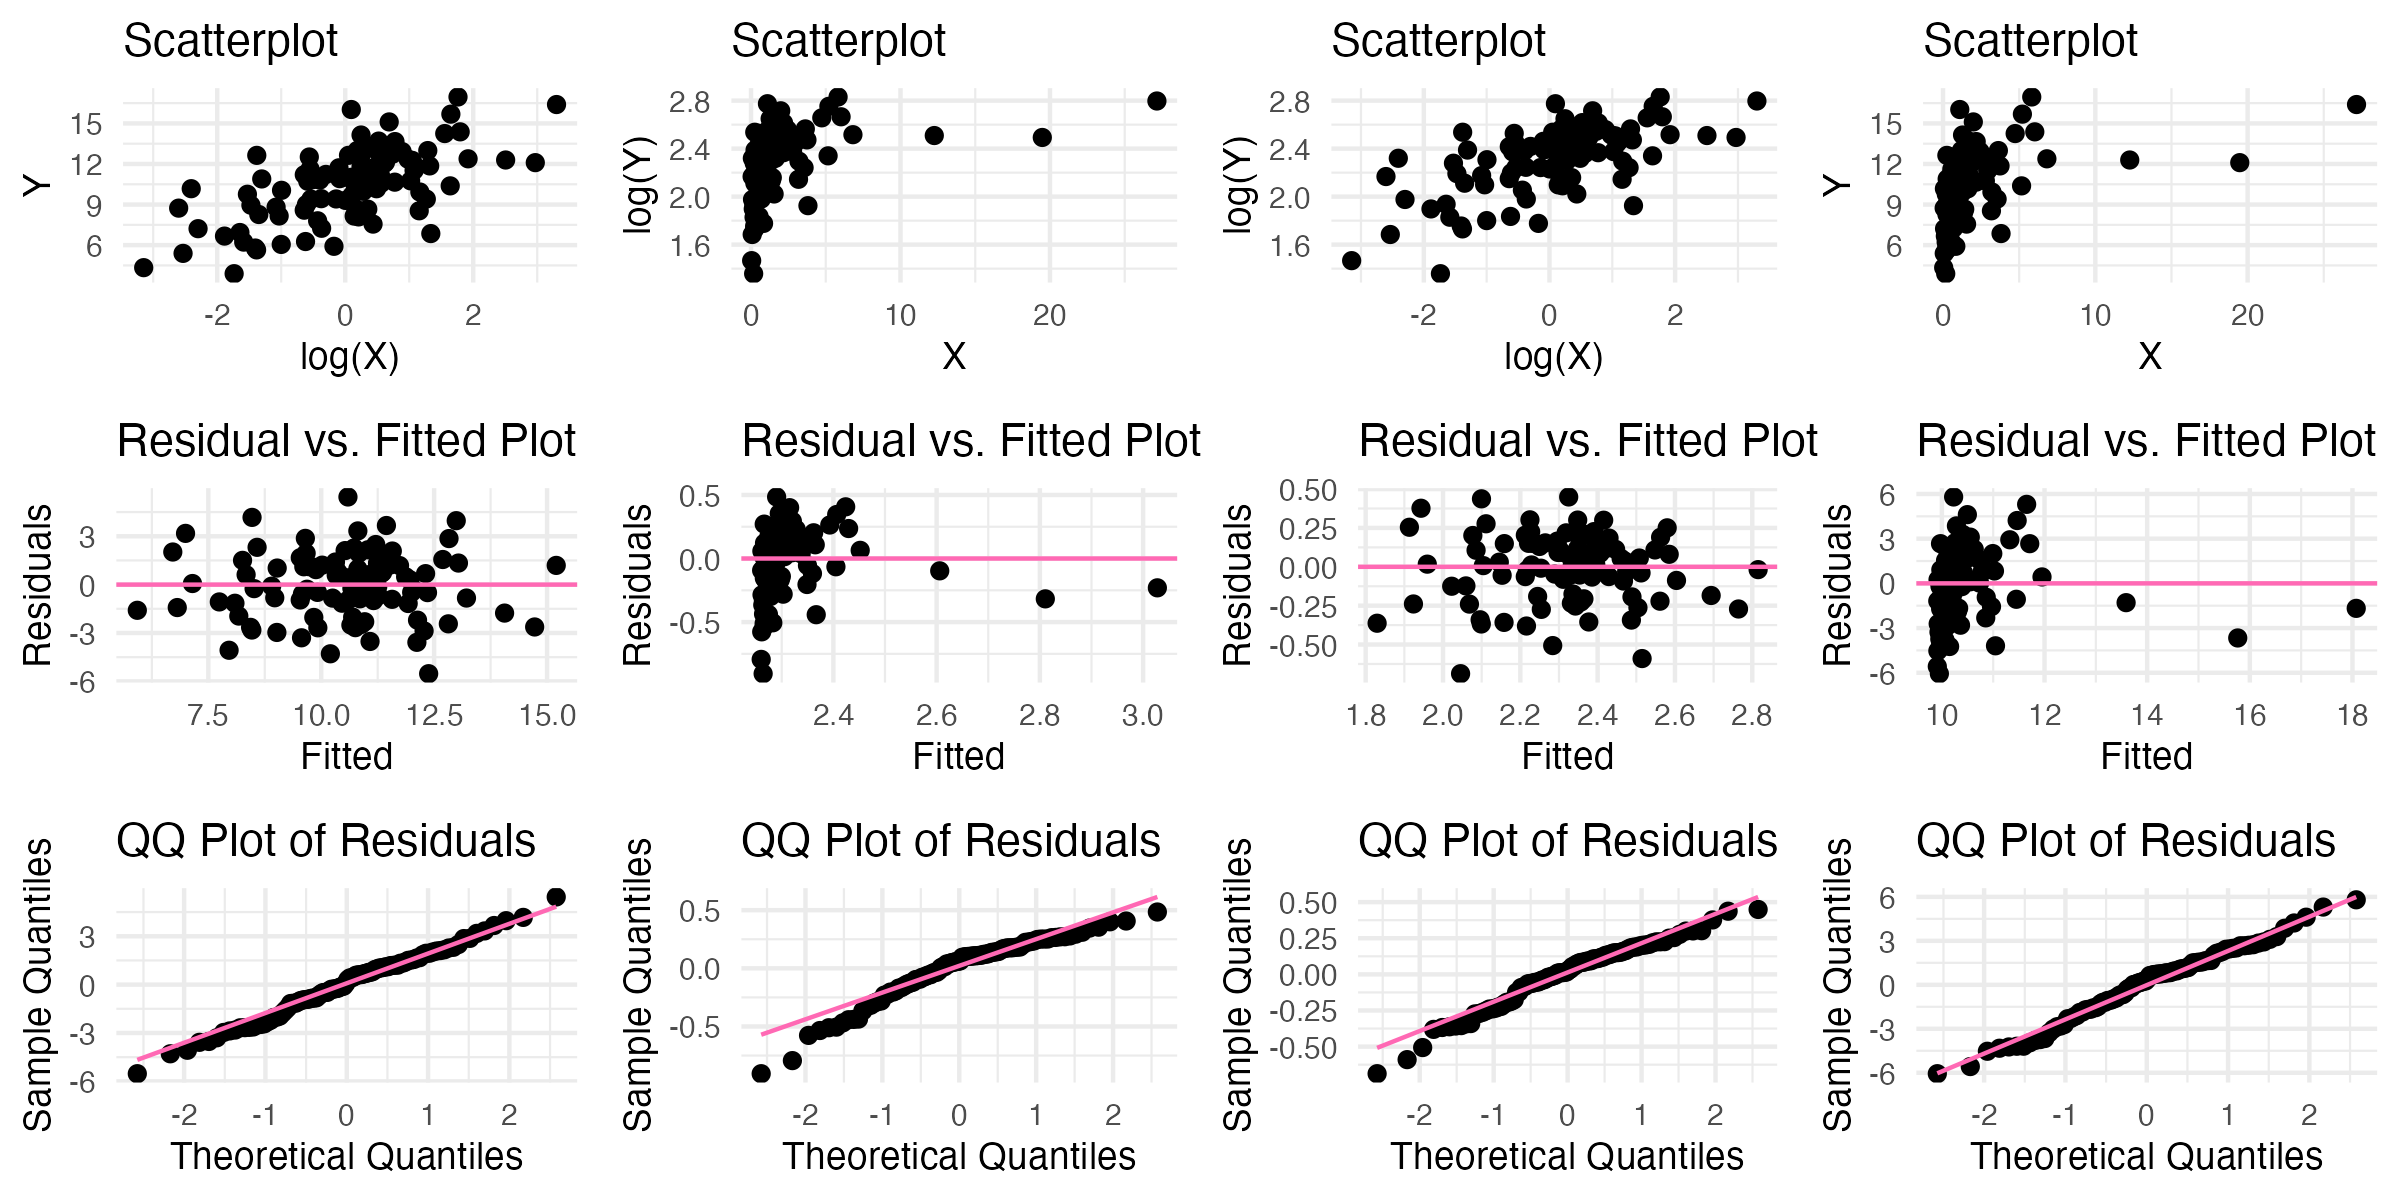 Scatterplot
Y
15
12
9
6
-2 0 2
log(X)
Scatterplot
log(Y)
2.8
2.4
2.0
1.6
0 10 20
X
Scatterplot
log(Y)
2.8
2.4
2.0
1.6
-2 0 2
log(X)
Scatterplot
Y
15
12
9
6
0 10 20
X
Residual vs. Fitted Plot
Residuals
3
0
-3
-6
7.5 10.0 12.5 15.0
Fitted
Residual vs. Fitted Plot
Residuals
0.5
0.0
-0.5
2.4 2.6 2.8 3.0
Fitted
Residual vs. Fitted Plot
Residuals
0.50
0.25
0.00
-0.25
-0.50
1.8 2.0 2.2 2.4 2.6 2.8
Fitted
Residual vs. Fitted Plot
Residuals
6
3
0
-3
-6
10 12 14 16 18
Fitted
QQ Plot of Residuals
Sample Quantiles
3
0
-3
-6
-2 -1 0 1 2
Theoretical Quantiles
QQ Plot of Residuals
Sample Quantiles
0.5
0.0
-0.5
-2 -1 0 1 2
Theoretical Quantiles
QQ Plot of Residuals
Sample Quantiles
0.50
0.25
0.00
-0.25
-0.50
-2 -1 0 1 2
Theoretical Quantiles
QQ Plot of Residuals
Sample Quantiles
6
3
0
-3
-6
-2 -1 0 1 2
Theoretical Quantiles